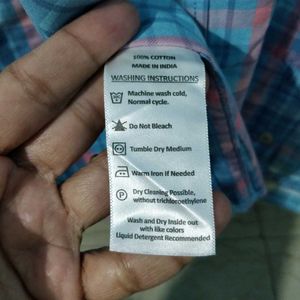 100% COTTON
MADE IN INDIA
WASHING INSTRUCTIONS
Machine wash cold,
Normal cycle.
Do Not Bleach
Tumble Dry Medium
Warm Iron if Needed
P
Dry Cleaning Possible,
without trichloroethylene
Wash and Dry Inside out
with like colors
Liquid Detergent Recommended